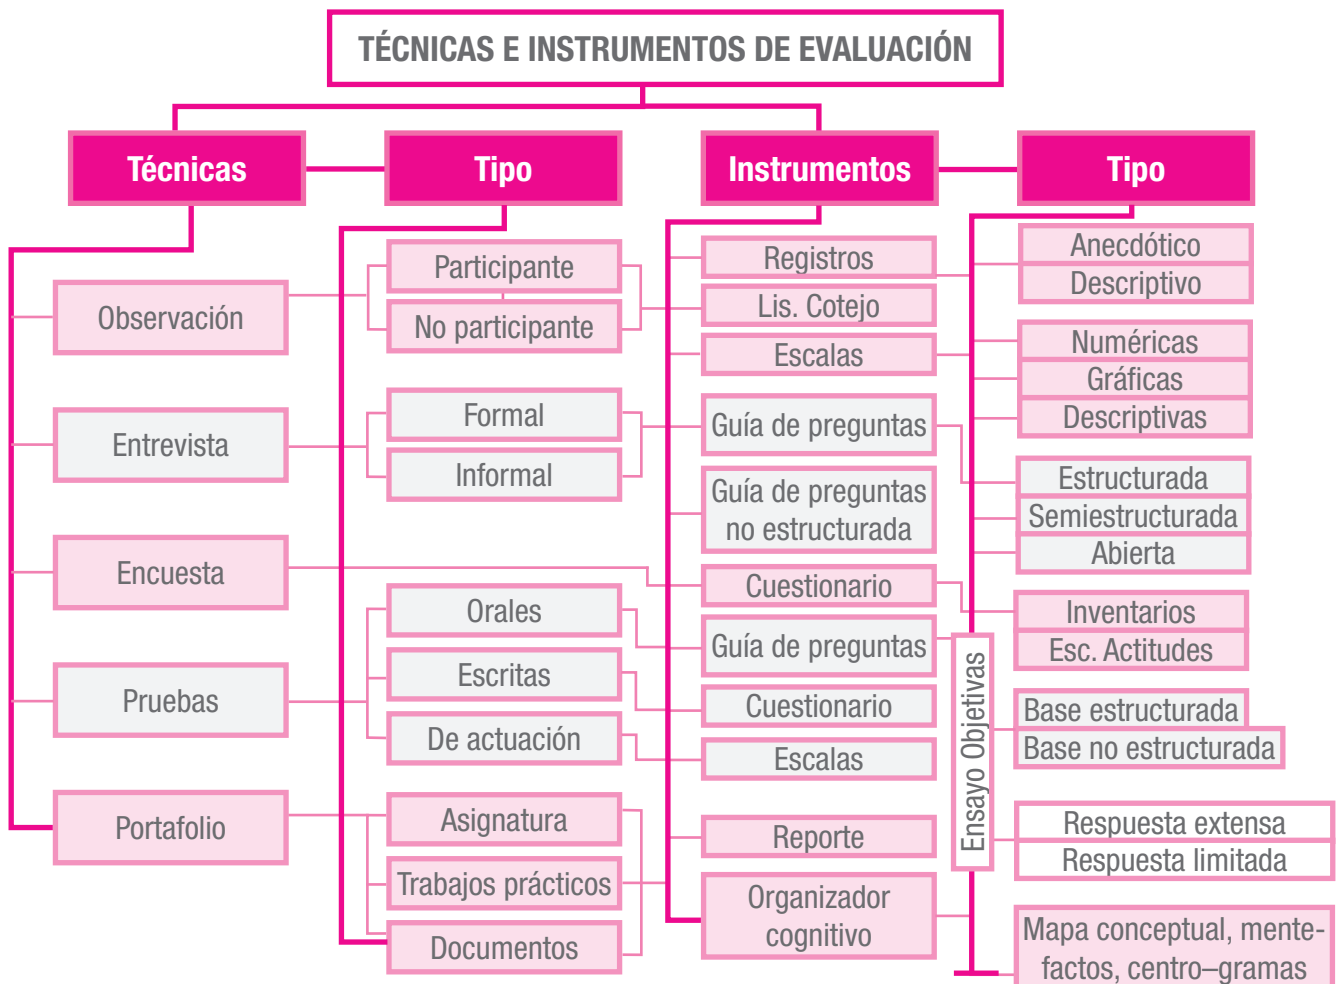 TÉCNICAS E INSTRUMENTOS DE EVALUACIÓN
Técnicas
Tipo
Instrumentos
Tipo
Observación
Entrevista
Encuesta
Pruebas
Portafolio
Participante
No participante
Formal
Informal
Orales
Escritas
De actuación
Asignatura
Trabajos prácticos
Documentos
Registros
Lis. Cotejo
Escalas
Guía de preguntas
Guía de preguntas
no estructurada
Cuestionario
Guía de preguntas
Cuestionario
Escalas
Reporte
Organizador
cognitivo
Ensayo Objetivas
Anecdótico
Descriptivo
Numéricas
Gráficas
Descriptivas
Estructurada
Semiestructurada
Abierta
Inventarios
Esc. Actitudes
Base estructurada
Base no estructurada
Respuesta extensa
Respuesta limitada
Mapa conceptual, mente-
factos, centro–gramas